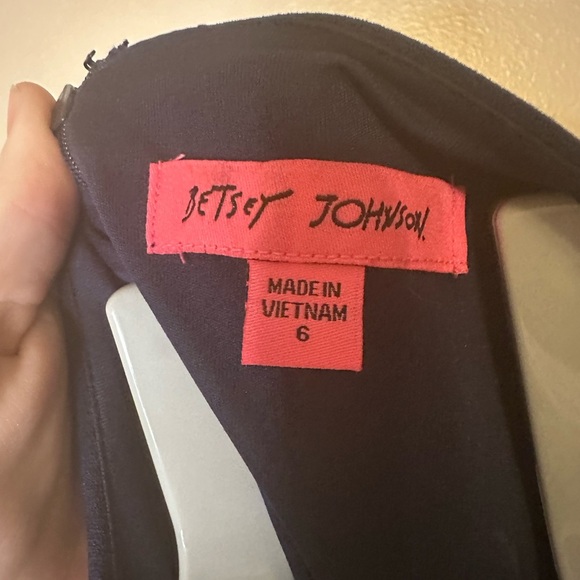 BETSEY JOHNSON.
MADE IN
VIETNAM
6